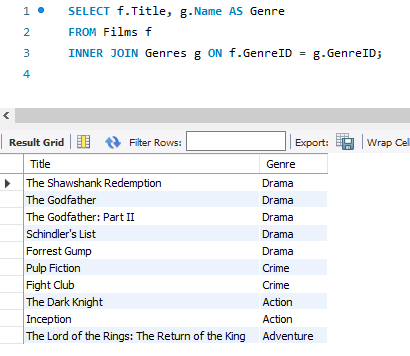 1 SELECT f.Title, g.Name AS Genre
2 FROM Films f
3 INNER JOIN Genres g ON f.GenreID = g.GenreID;
4
Result Grid Filter Rows: Export: Wrap Cel
Title Genre
The Shawshank Redemption Drama
The Godfather Drama
The Godfather: Part II Drama
Schindler's List Drama
Forrest Gump Drama
Pulp Fiction Crime
Fight Club Crime
The Dark Knight Action
Inception Action
The Lord of the Rings: The Return of the King Adventure